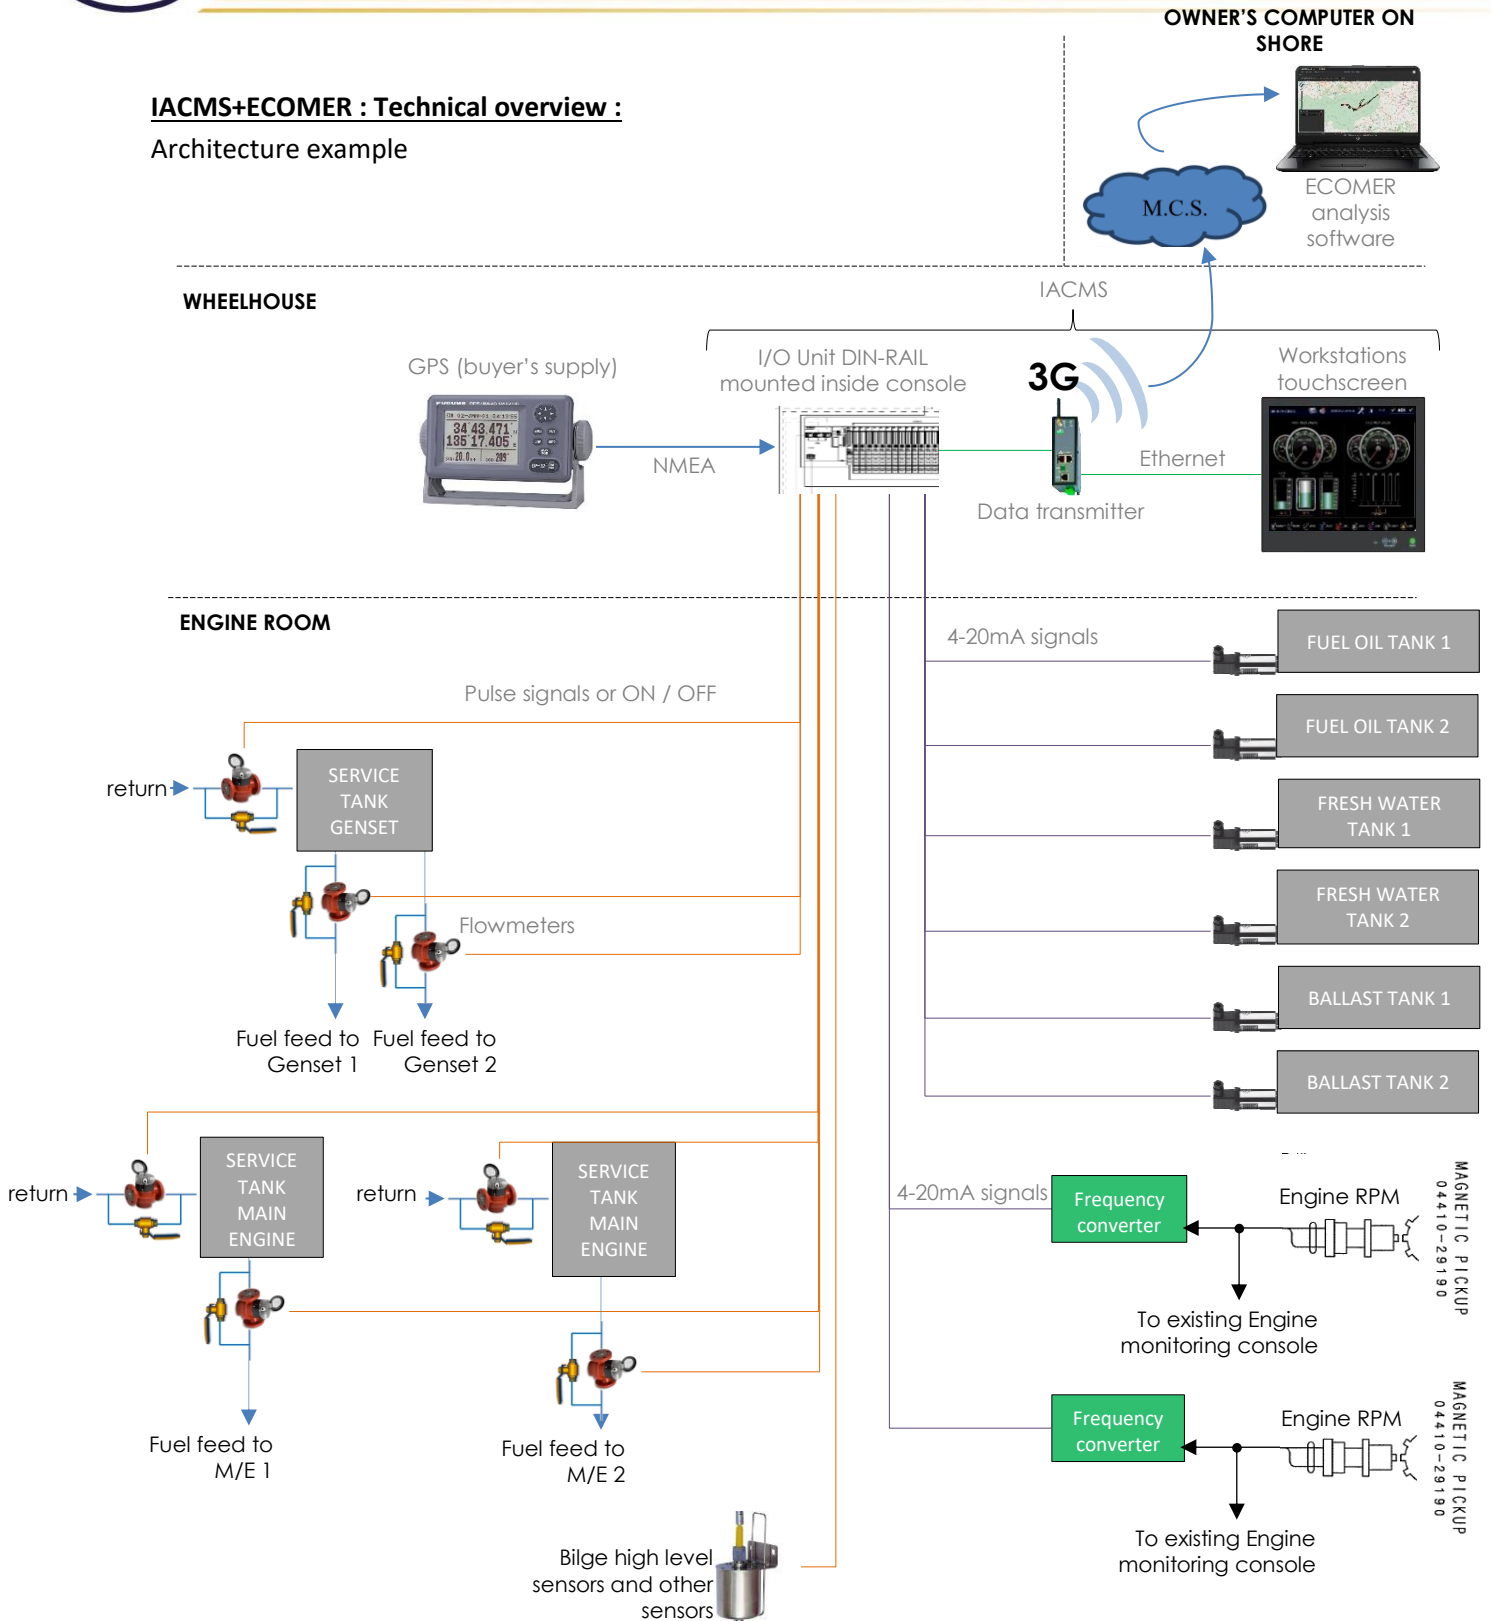 OWNER'S COMPUTER ON
SHORE
IACMS+ECOMER : Technical overview :
Architecture example
M.C.S.
ECOMER
analysis
software
WHEELHOUSE
IACMS
GPS (buyer's supply)
I/O Unit DIN-RAIL
mounted inside console
3G
Workstations
touchscreen
34 43.471
135 17.405
NMEA
Ethernet
Data transmitter
ENGINE ROOM
4-20mA signals
FUEL OIL TANK 1
Pulse signals or ON / OFF
FUEL OIL TANK 2
return
SERVICE
TANK
GENSET
FRESH WATER
TANK 1
FRESH WATER
TANK 2
Flowmeters
BALLAST TANK 1
Fuel feed to
Genset 1
Fuel feed to
Genset 2
BALLAST TANK 2
return
SERVICE
TANK
MAIN
ENGINE
return
SERVICE
TANK
MAIN
ENGINE
4-20mA signals
Frequency
converter
Engine RPM
MAGNETIC PICKUP
04410-29190
To existing Engine
monitoring console
Fuel feed to
M/E 1
Fuel feed to
M/E 2
Frequency
converter
Engine RPM
MAGNETIC PICKUP
04410-29190
To existing Engine
monitoring console
Bilge high level
sensors and other
sensors